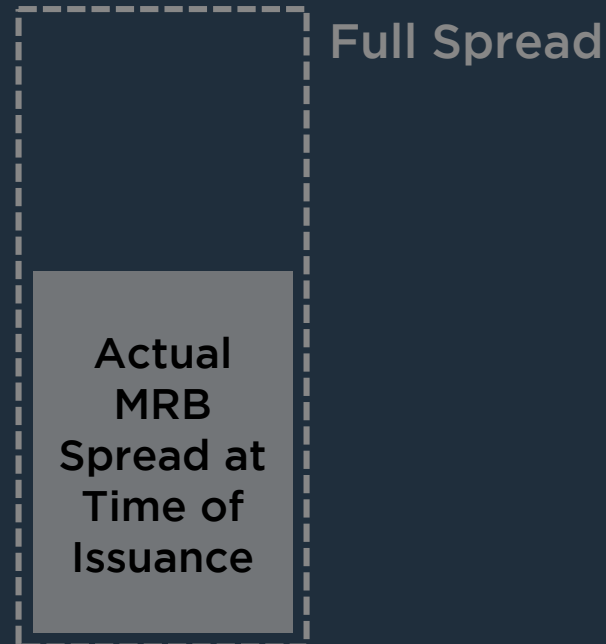 Full Spread
Actual
MRB
Spread at
Time of
Issuance